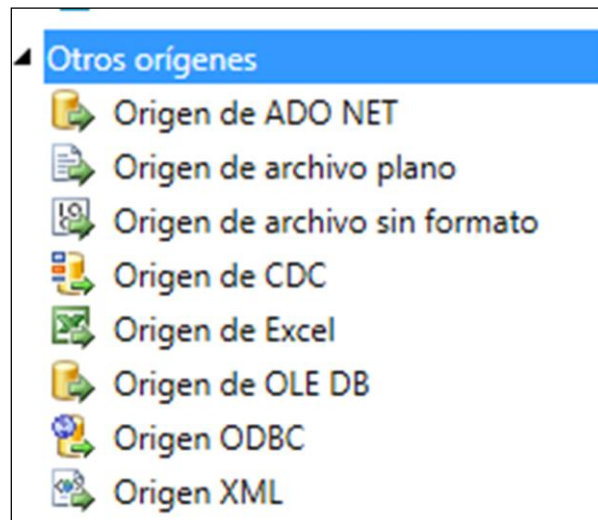 Otros orígenes
Origen de ADO NET
Origen de archivo plano
Origen de archivo sin formato
Origen de CDC
Origen de Excel
Origen de OLE DB
Origen ODBC
Origen XML